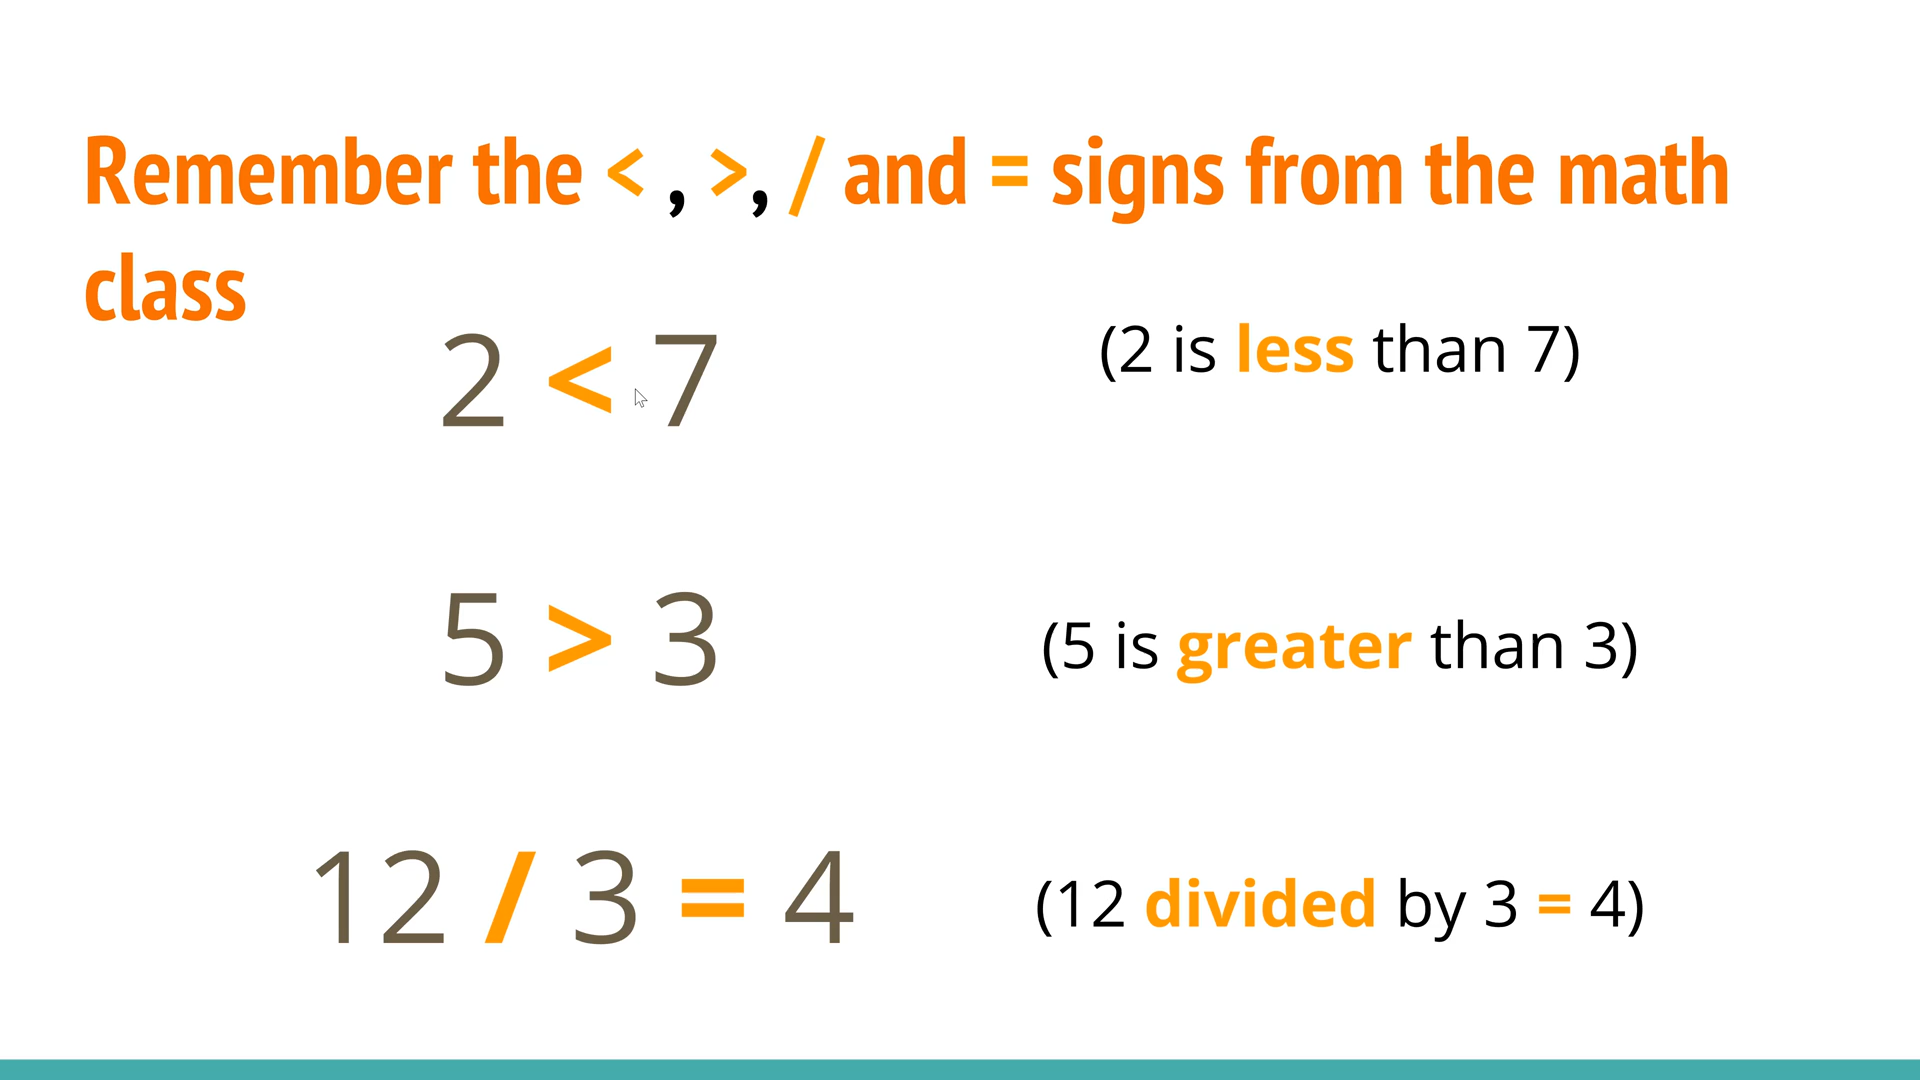 Remember the < , >, / and = signs from the math
class
2 < 7
(2 is less than 7)
5 > 3
(5 is greater than 3)
12 / 3 = 4
(12 divided by 3 = 4)